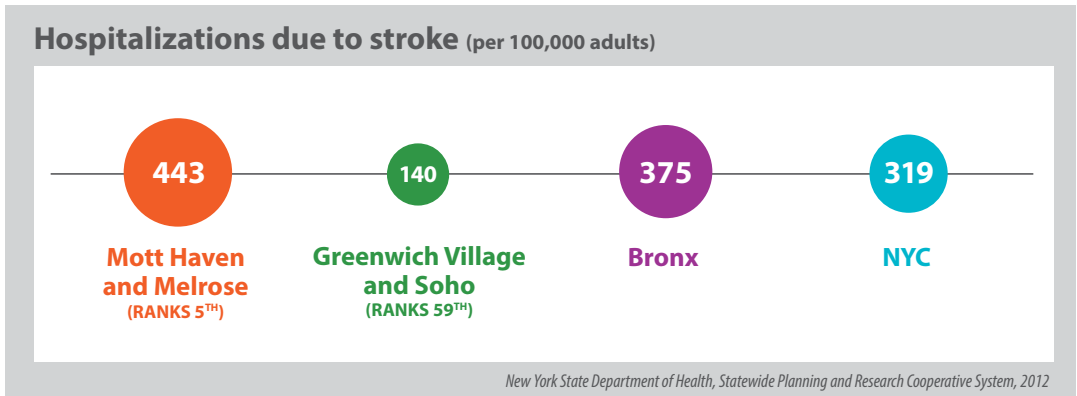 Hospitalizations due to stroke (per 100,000 adults)
443
140
375
319
Mott Haven
and Melrose
(RANKS 5TH)
Greenwich Village
and Soho
(RANKS 59TH)
Bronx
NYC
New York State Department of Health, Statewide Planning and Research Cooperative System, 2012